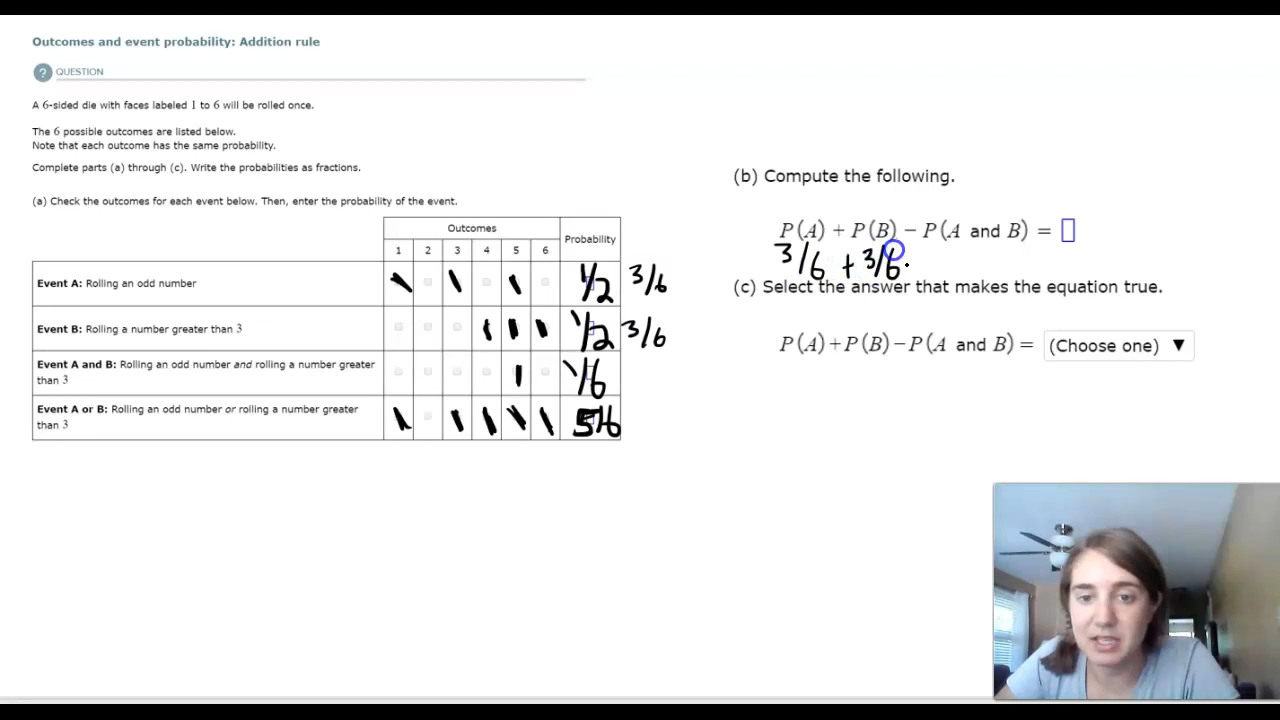 Outcomes and event probability: Addition rule
? QUESTION
A 6-sided die with faces labeled 1 to 6 will be rolled once.
The 6 possible outcomes are listed below.
Note that each outcome has the same probability.
Complete parts (a) through (c). Write the probabilities as fractions.
(a) Check the outcomes for each event below. Then, enter the probability of the event.
Outcomes
Probability
1 2 3 4 5 6
Event A: Rolling an odd number
1/2 3/6
Event B: Rolling a number greater than 3
1/2 3/6
Event A and B: Rolling an odd number and rolling a number greater
than 3
1/6
Event A or B: Rolling an odd number or rolling a number greater
than 3
5/6
(b) Compute the following.
P(A) + P(B) − P(A and B) =
3/6 + 3/6
(c) Select the answer that makes the equation true.
P(A)+P(B)−P(A and B) = (Choose one) ▼